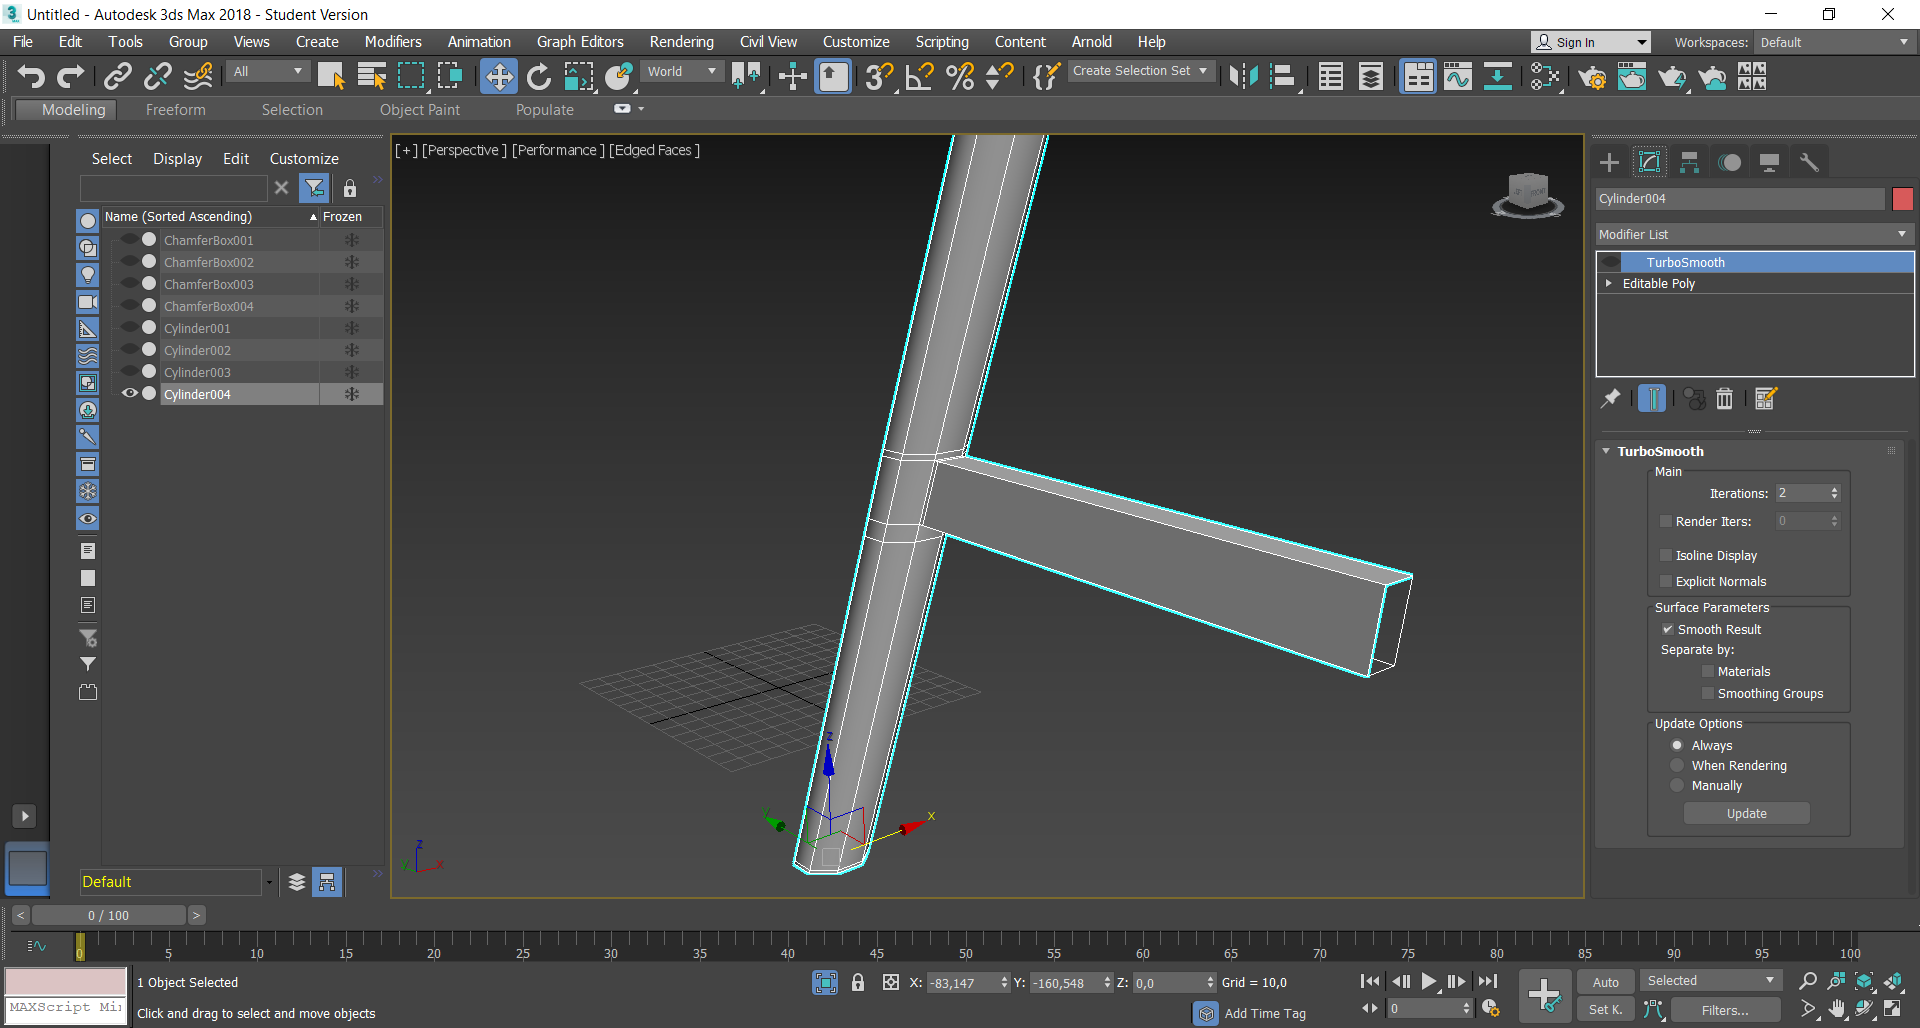 Untitled - Autodesk 3ds Max 2018 - Student Version
File Edit Tools Group Views Create Modifiers Animation Graph Editors Rendering Civil View Customize Scripting Content Arnold Help
Sign In
Workspaces: Default
All
World
Create Selection Set
Modeling Freeform Selection Object Paint Populate
Select Display Edit Customize
Name (Sorted Ascending) Frozen
ChamferBox001
ChamferBox002
ChamferBox003
ChamferBox004
Cylinder001
Cylinder002
Cylinder003
Cylinder004
Default
[+] [Perspective ] [Performance ] [Edged Faces ]
z
x
y
z
x
y
Cylinder004
Modifier List
TurboSmooth
Editable Poly
TurboSmooth
Main
Iterations: 2
Render Iters: 0
Isoline Display
Explicit Normals
Surface Parameters
Smooth Result
Separate by:
Materials
Smoothing Groups
Update Options
Always
When Rendering
Manually
Update
< 0 / 100 >
0 5 10 15 20 25 30 35 40 45 50 55 60 65 70 75 80 85 90 95 100
1 Object Selected
X: -83,147 Y: -160,548 Z: 0,0 Grid = 10,0
Auto Selected
MAXScript Mi
Click and drag to select and move objects
Add Time Tag
0
Set K. Filters...